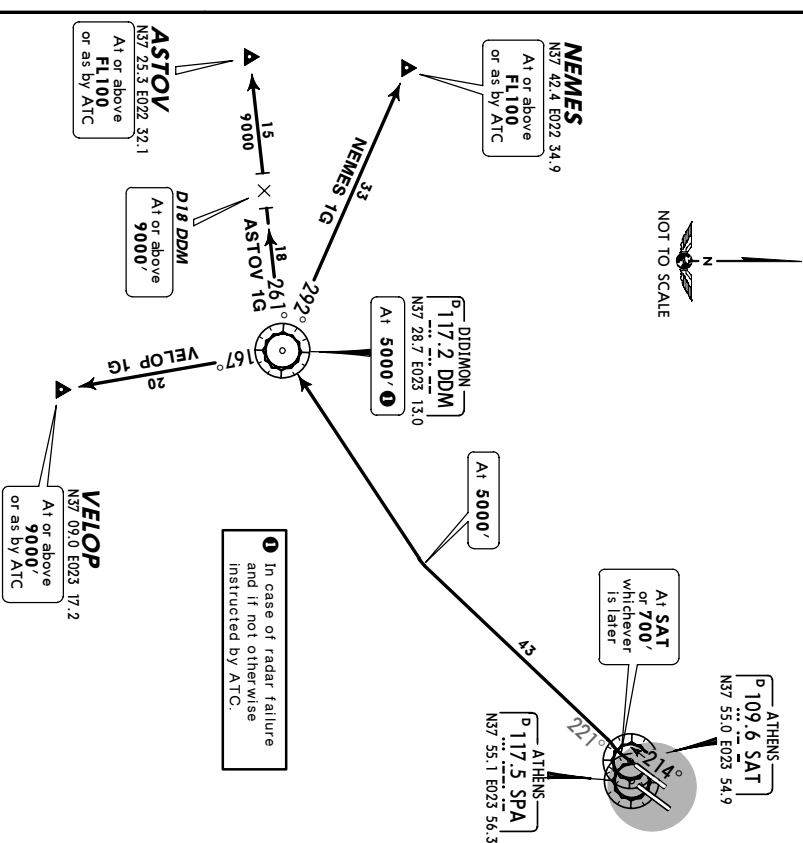 NEMES
N37 42.4 E022 34.9
At or above
FL100
or as by ATC
ASTOV
N37 25.3 E022 32.1
At or above
FL100
or as by ATC
15
9000
D18 DDM
At or above
9000'
18
261°
ASTOV 1G
33
NEMES 1G
292°
N
NOT TO SCALE
DIDIMON
D 117.2 DDM
N37 28.7 E023 13.0
At 5000' 1
167°
VELOP 1G
20
VELOP
N37 09.0 E023 17.2
At or above
9000'
or as by ATC
At 5000'
43
221°
At SAT
or 700'
whichever
is later
214°
ATHENS
D 109.6 SAT
N37 55.0 E023 54.9
ATHENS
D 117.5 SPA
N37 55.1 E023 56.3
1 In case of radar failure
and if not otherwise
instructed by ATC.